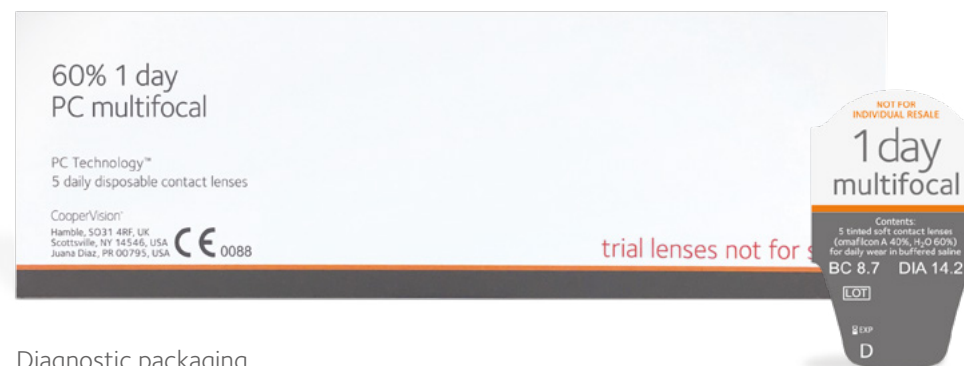 60% 1 day
PC multifocal
PC Technology™
5 daily disposable contact lenses
CooperVision®
Hamble, SO31 4RF, UK
Scottsville, NY 14546, USA
Juana Diaz, PR 00795, USA
CE 0088
trial lenses not for
NOT FOR
INDIVIDUAL RESALE
1 day
multifocal
Contents:
5 tinted soft contact lenses
(omafilcon A 40%, H₂O 60%)
for daily wear in buffered saline
BC 8.7 DIA 14.2
LOT
EXP
D
Diagnostic packaging